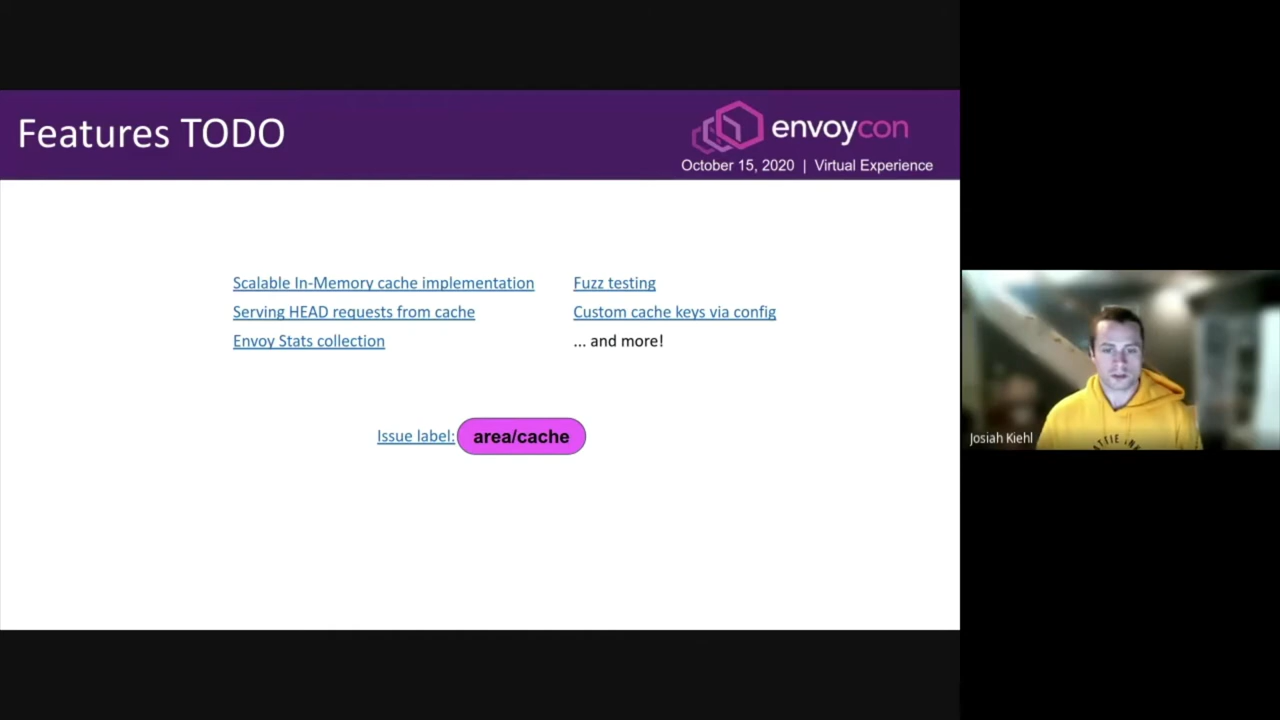 Features TODO
envoycon
October 15, 2020 | Virtual Experience
Scalable In-Memory cache implementation
Serving HEAD requests from cache
Envoy Stats collection
Fuzz testing
Custom cache keys via config
... and more!
Issue label: area/cache
Josiah Kiehl